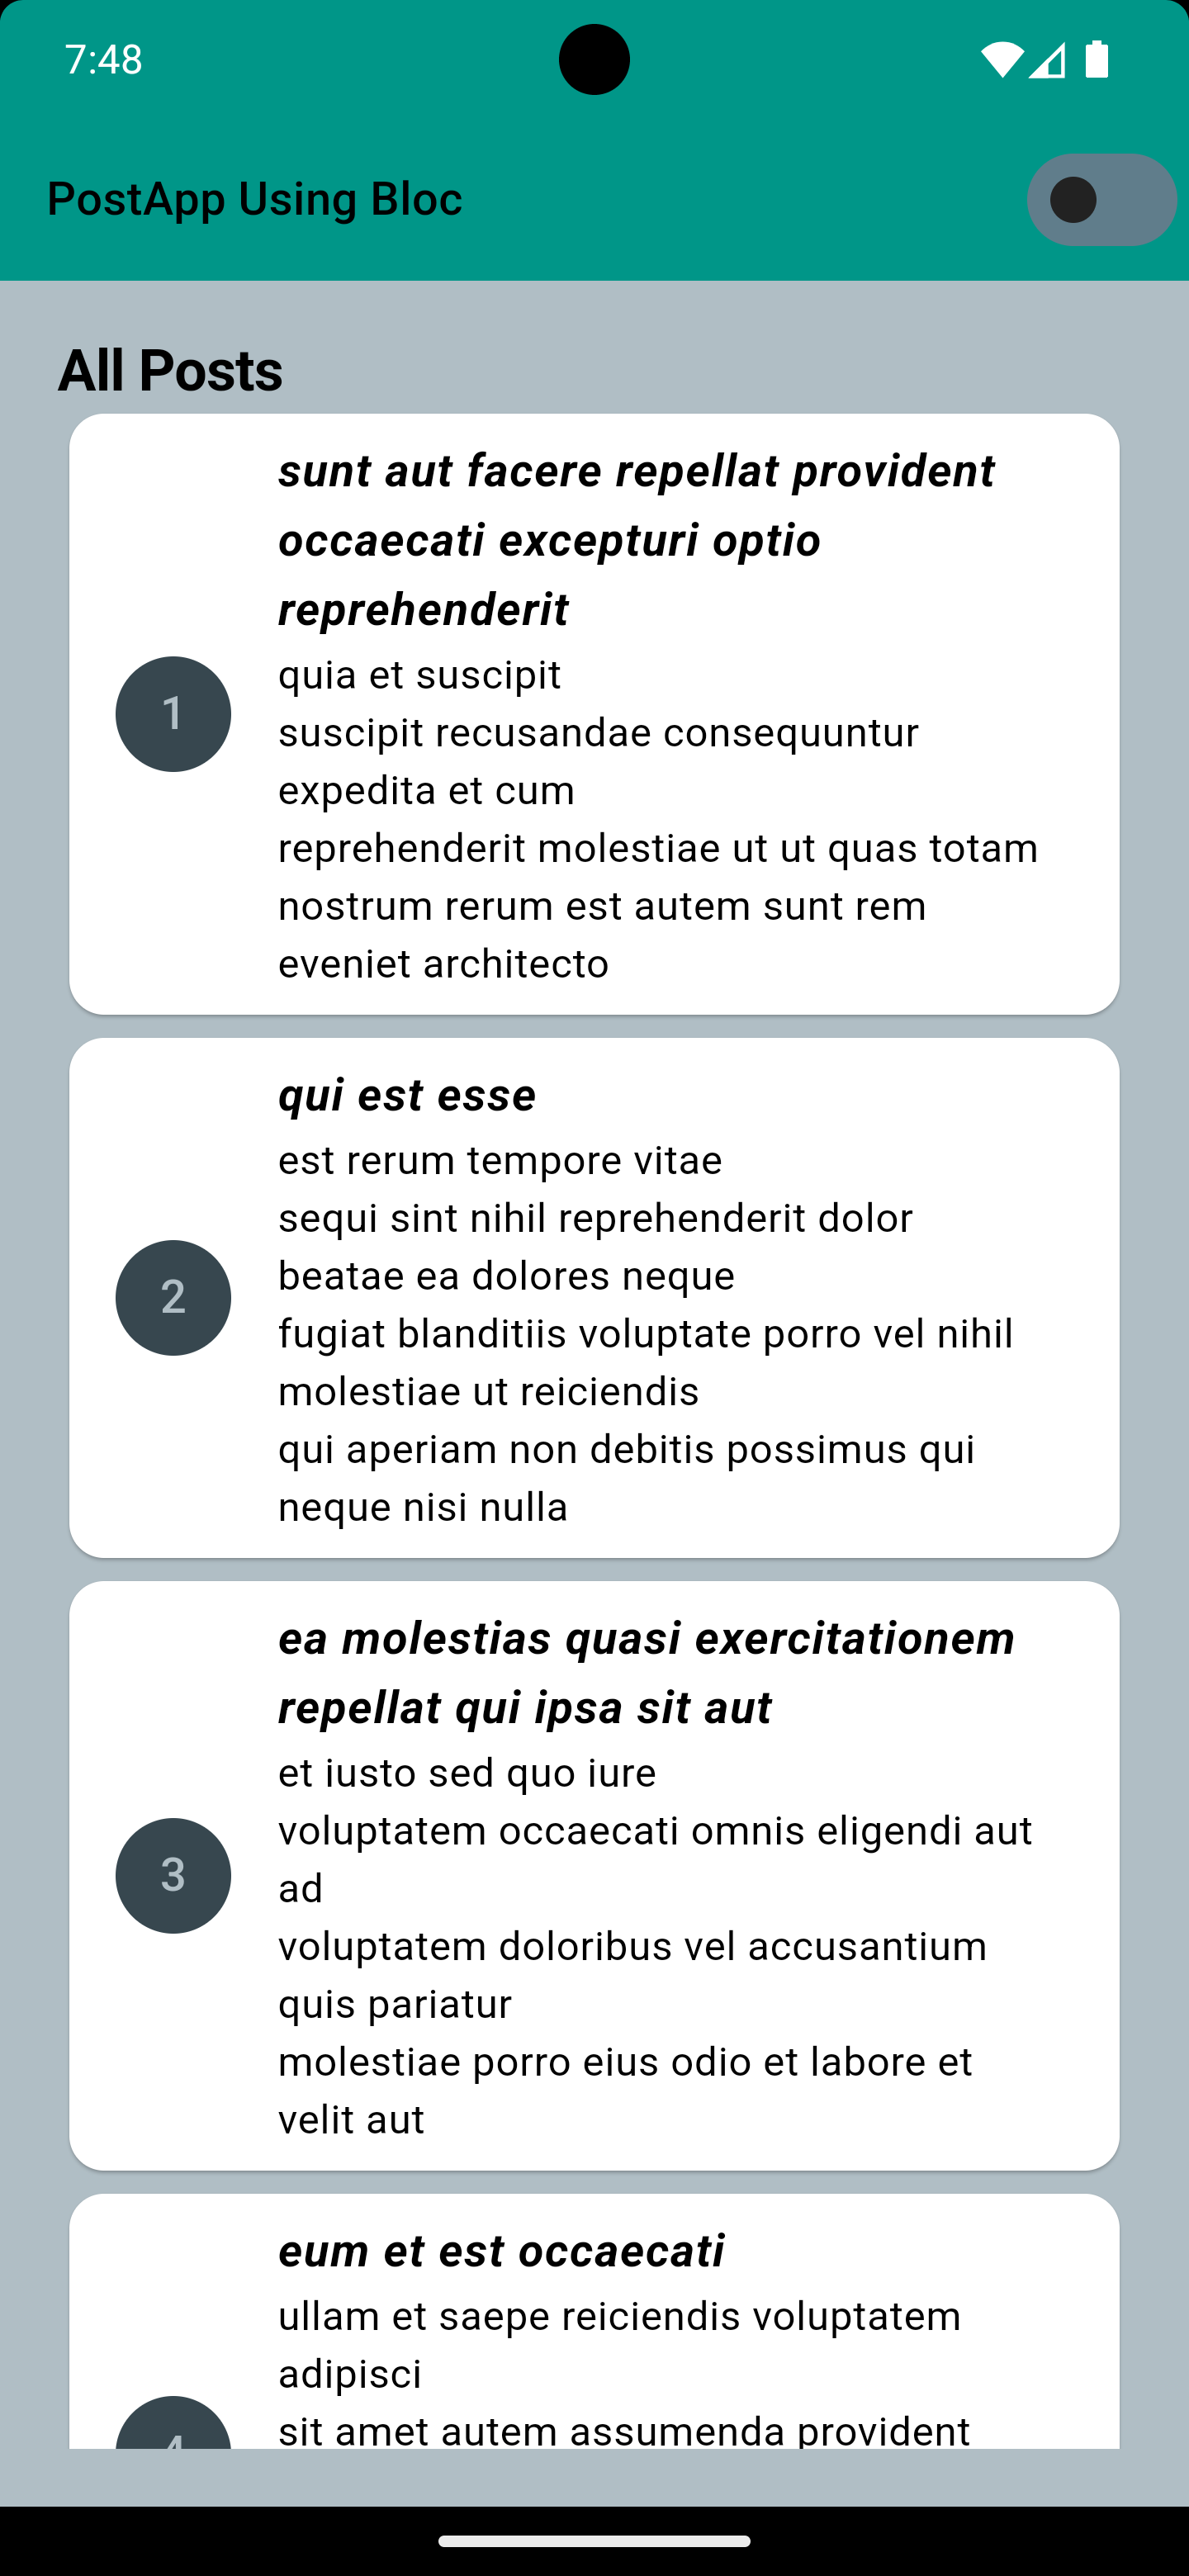 7:48
PostApp Using Bloc
All Posts
sunt aut facere repellat provident
occaecati excepturi optio
reprehenderit
1
quia et suscipit
suscipit recusandae consequuntur
expedita et cum
reprehenderit molestiae ut ut quas totam
nostrum rerum est autem sunt rem
eveniet architecto
qui est esse
2
est rerum tempore vitae
sequi sint nihil reprehenderit dolor
beatae ea dolores neque
fugiat blanditiis voluptate porro vel nihil
molestiae ut reiciendis
qui aperiam non debitis possimus qui
neque nisi nulla
ea molestias quasi exercitationem
repellat qui ipsa sit aut
3
et iusto sed quo iure
voluptatem occaecati omnis eligendi aut
ad
voluptatem doloribus vel accusantium
quis pariatur
molestiae porro eius odio et labore et
velit aut
eum et est occaecati
4
ullam et saepe reiciendis voluptatem
adipisci
sit amet autem assumenda provident